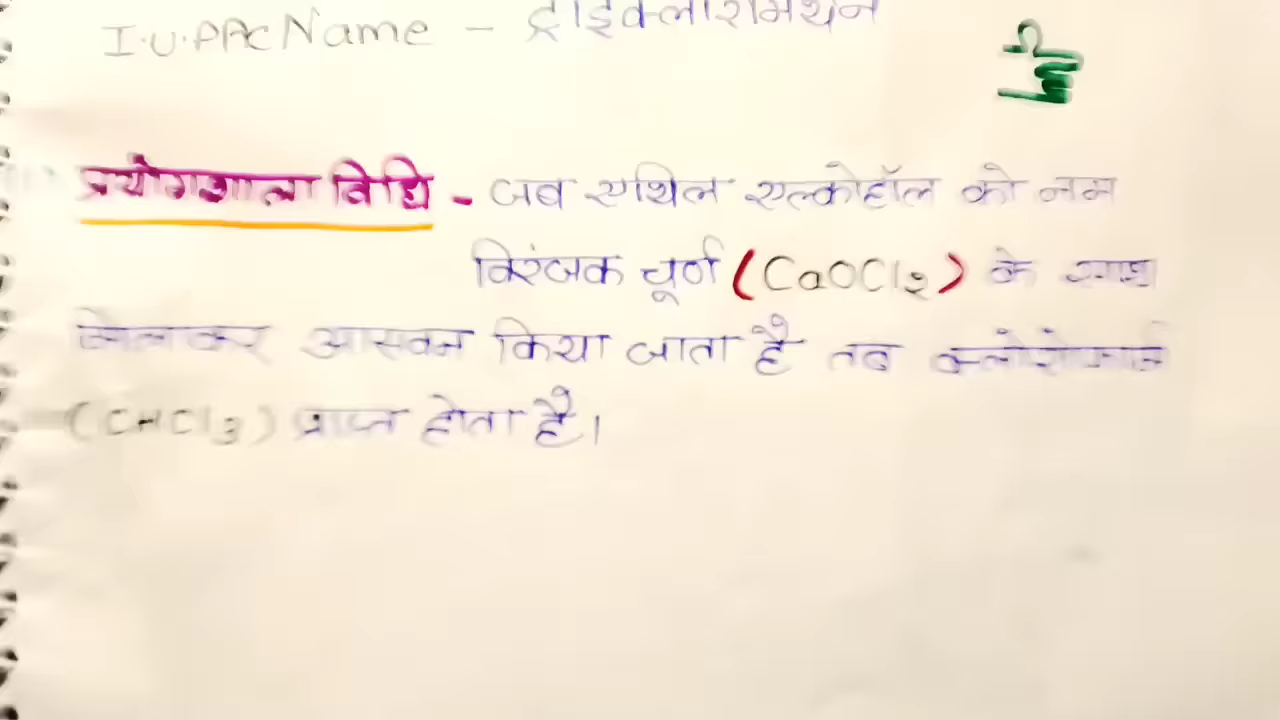 I.U.PAC Name - ट्राइक्लोरोमेथेन
प्रयोगशाला विधि - जब एथिल एल्कोहॉल को नम
विरंजक चूर्ण (CaOCl2) के साथ
मिलाकर आसवन किया जाता है तब क्लोरोफार्म
(CHCl3) प्राप्त होता है।